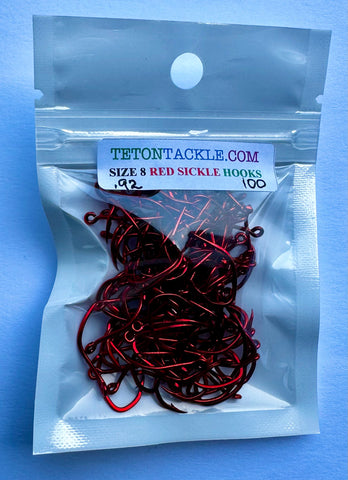 TETONTACKLE.COM
SIZE 8 RED SICKLE HOOKS
.92 100